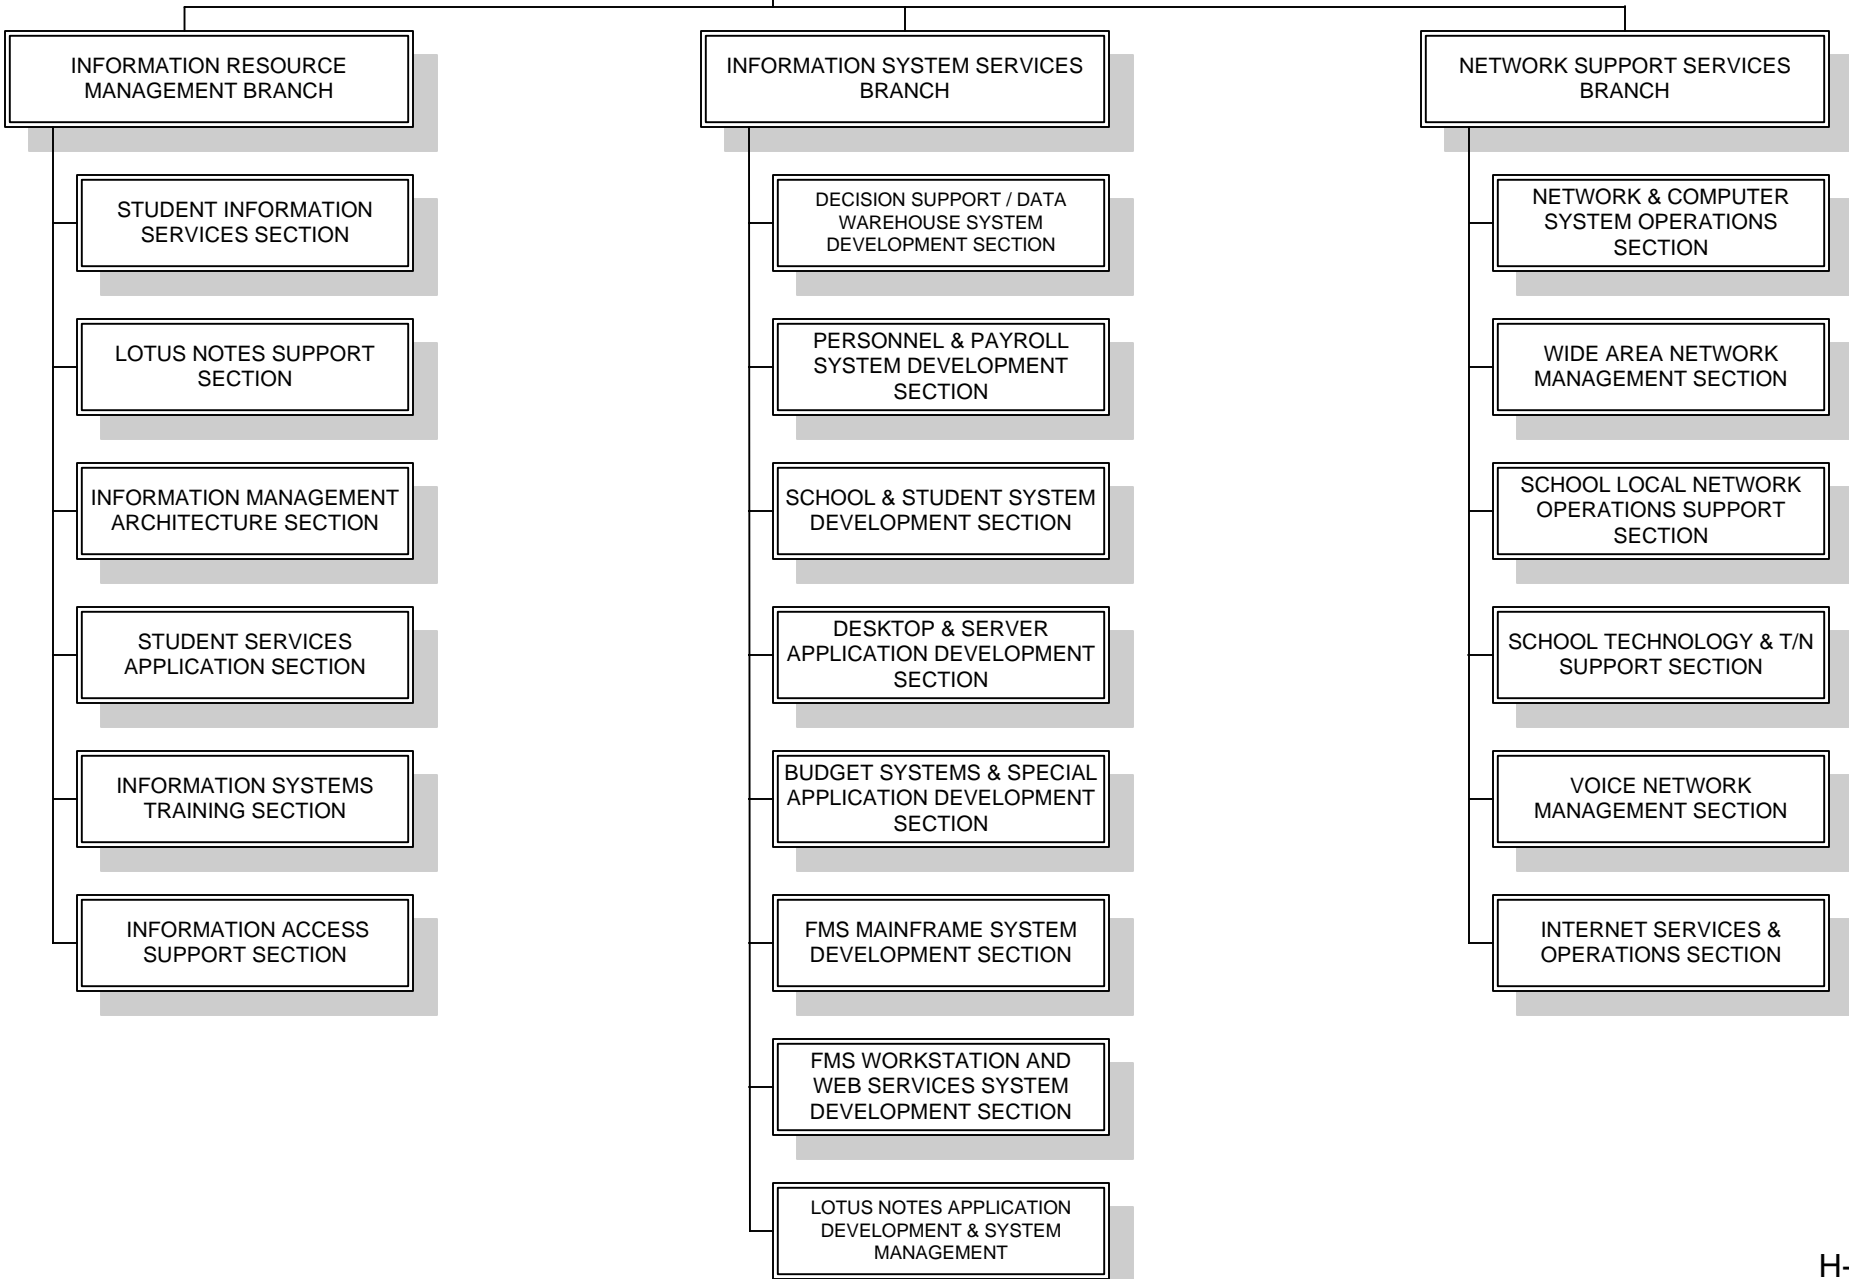 INFORMATION RESOURCE
MANAGEMENT BRANCH
STUDENT INFORMATION
SERVICES SECTION
LOTUS NOTES SUPPORT
SECTION
INFORMATION MANAGEMENT
ARCHITECTURE SECTION
STUDENT SERVICES
APPLICATION SECTION
INFORMATION SYSTEMS
TRAINING SECTION
INFORMATION ACCESS
SUPPORT SECTION
INFORMATION SYSTEM SERVICES
BRANCH
DECISION SUPPORT / DATA
WAREHOUSE SYSTEM
DEVELOPMENT SECTION
PERSONNEL & PAYROLL
SYSTEM DEVELOPMENT
SECTION
SCHOOL & STUDENT SYSTEM
DEVELOPMENT SECTION
DESKTOP & SERVER
APPLICATION DEVELOPMENT
SECTION
BUDGET SYSTEMS & SPECIAL
APPLICATION DEVELOPMENT
SECTION
FMS MAINFRAME SYSTEM
DEVELOPMENT SECTION
FMS WORKSTATION AND
WEB SERVICES SYSTEM
DEVELOPMENT SECTION
LOTUS NOTES APPLICATION
DEVELOPMENT & SYSTEM
MANAGEMENT
NETWORK SUPPORT SERVICES
BRANCH
NETWORK & COMPUTER
SYSTEM OPERATIONS
SECTION
WIDE AREA NETWORK
MANAGEMENT SECTION
SCHOOL LOCAL NETWORK
OPERATIONS SUPPORT
SECTION
SCHOOL TECHNOLOGY & T/N
SUPPORT SECTION
VOICE NETWORK
MANAGEMENT SECTION
INTERNET SERVICES &
OPERATIONS SECTION
H-